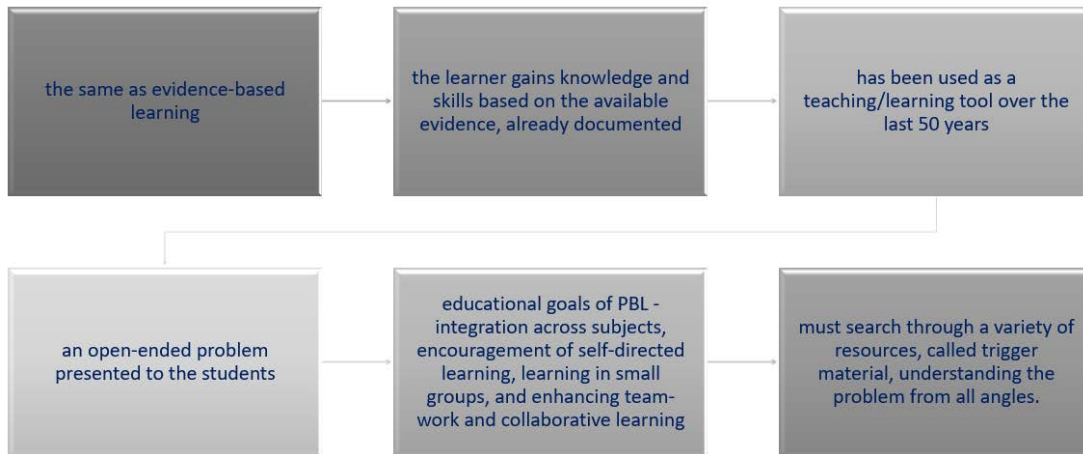 the same as evidence-based
learning
the learner gains knowledge and
skills based on the available
evidence, already documented
has been used as a
teaching/learning tool over the
last 50 years
an open-ended problem
presented to the students
educational goals of PBL -
integration across subjects,
encouragement of self-directed
learning, learning in small
groups, and enhancing team-
work and collaborative learning
must search through a variety of
resources, called trigger
material, understanding the
problem from all angles.